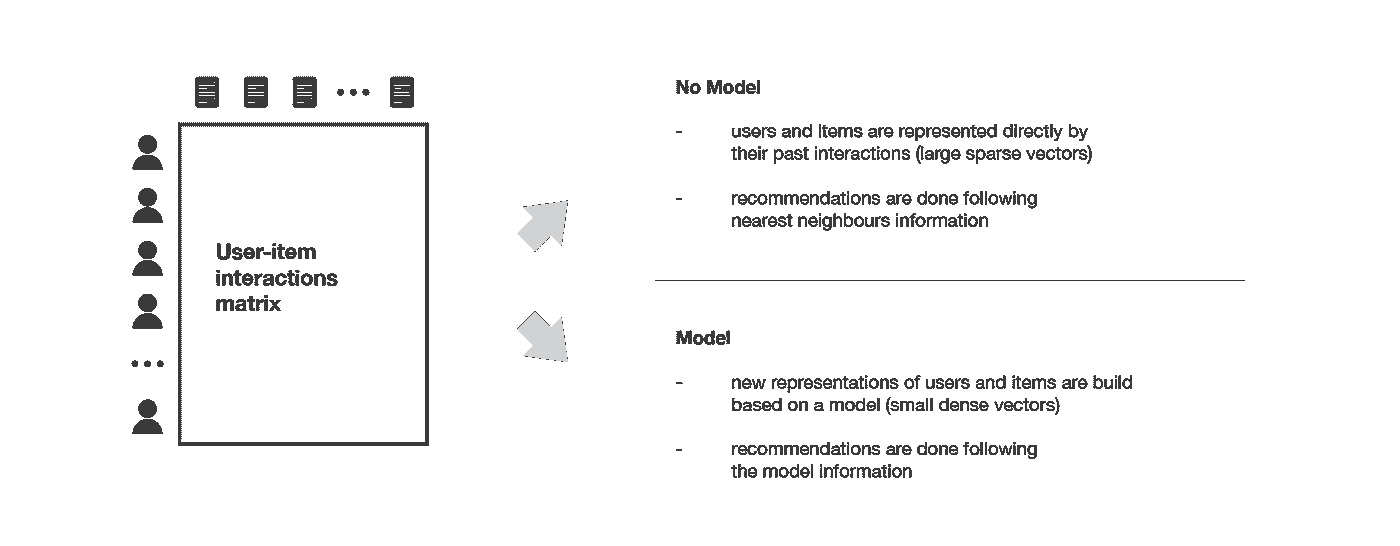 User-item
interactions
matrix
No Model
- users and items are represented directly by
their past interactions (large sparse vectors)
- recommendations are done following
nearest neighbours information
Model
- new representations of users and items are build
based on a model (small dense vectors)
- recommendations are done following
the model information